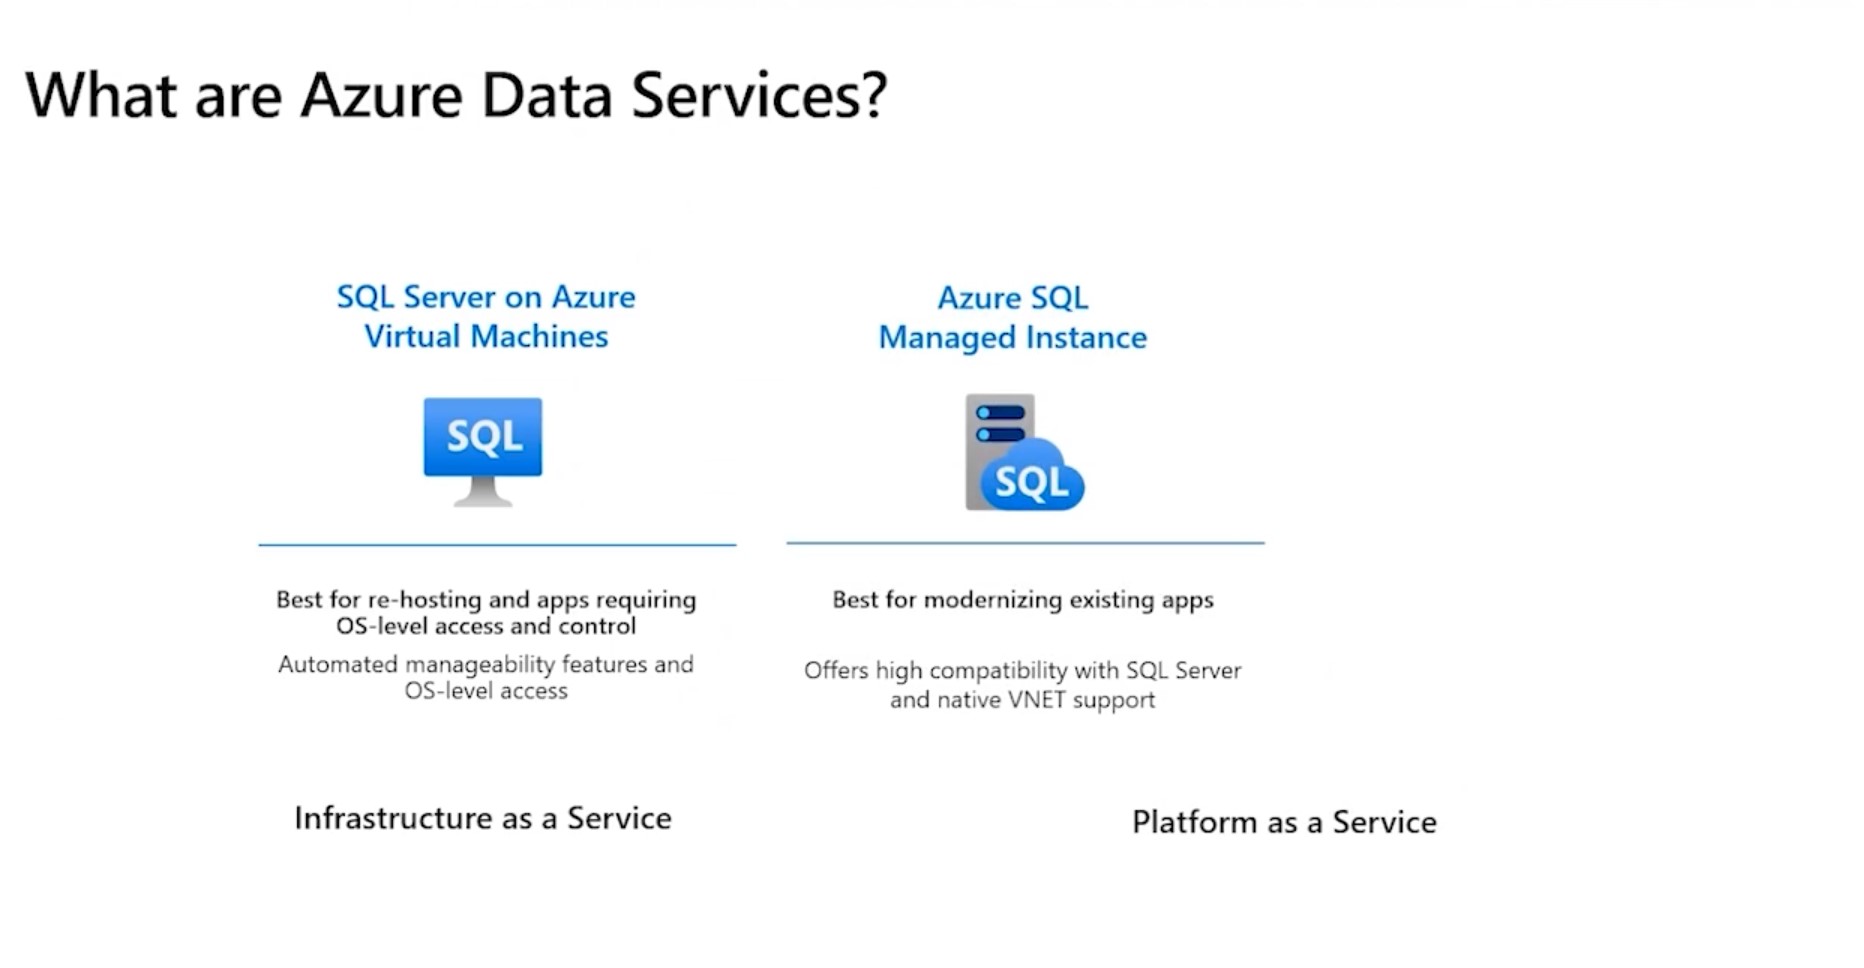 What are Azure Data Services?
SQL Server on Azure
Virtual Machines
SQL
Best for re-hosting and apps requiring
OS-level access and control
Automated manageability features and
OS-level access
Infrastructure as a Service
Azure SQL
Managed Instance
SQL
Best for modernizing existing apps
Offers high compatibility with SQL Server
and native VNET support
Platform as a Service